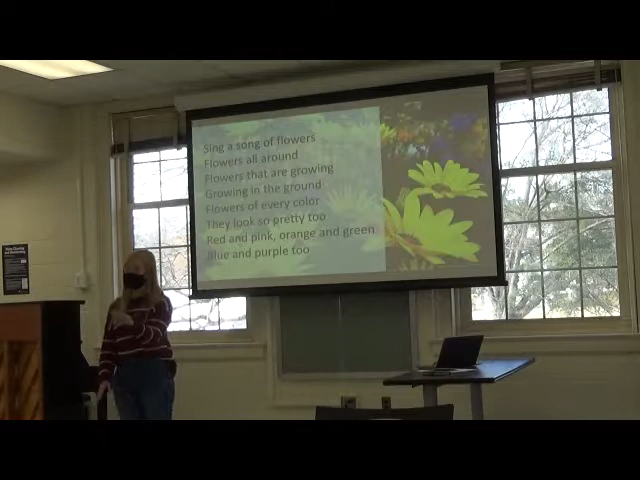 Sing a song of flowers
Flowers all around
Flowers that are growing
Growing in the ground
Flowers of every color
They look so pretty too
Red and pink, orange and green
Blue and purple too